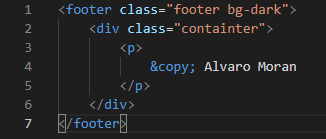 1 <footer class="footer bg-dark">
2     <div class="containter">
3         <p>
4             &copy; Alvaro Moran
5         </p>
6     </div>
7 </footer>